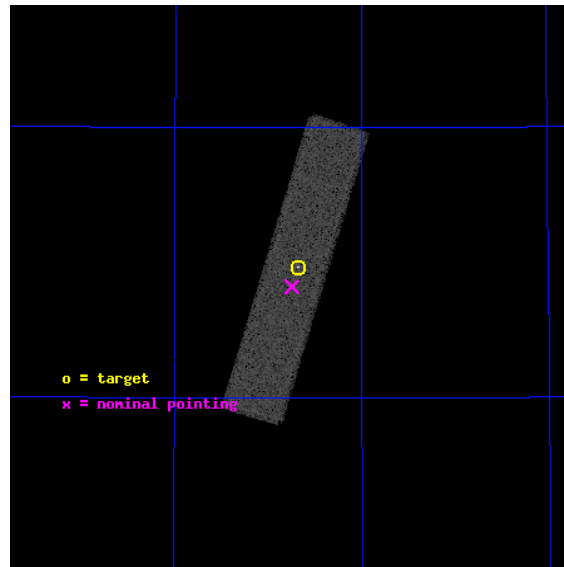 o = target
x = nominal pointing